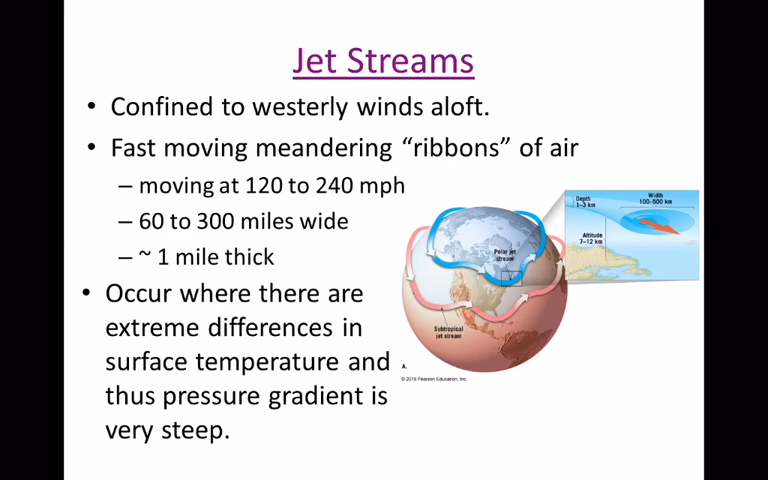 Jet Streams
• Confined to westerly winds aloft.
• Fast moving meandering “ribbons” of air
– moving at 120 to 240 mph
– 60 to 300 miles wide
– ~ 1 mile thick
• Occur where there are
extreme differences in
surface temperature and
thus pressure gradient is
very steep.
Depth
1–3 km
Width
100–500 km
Altitude
7–12 km
Polar jet
stream
Subtropical
jet stream
A.
© 2016 Pearson Education, Inc.